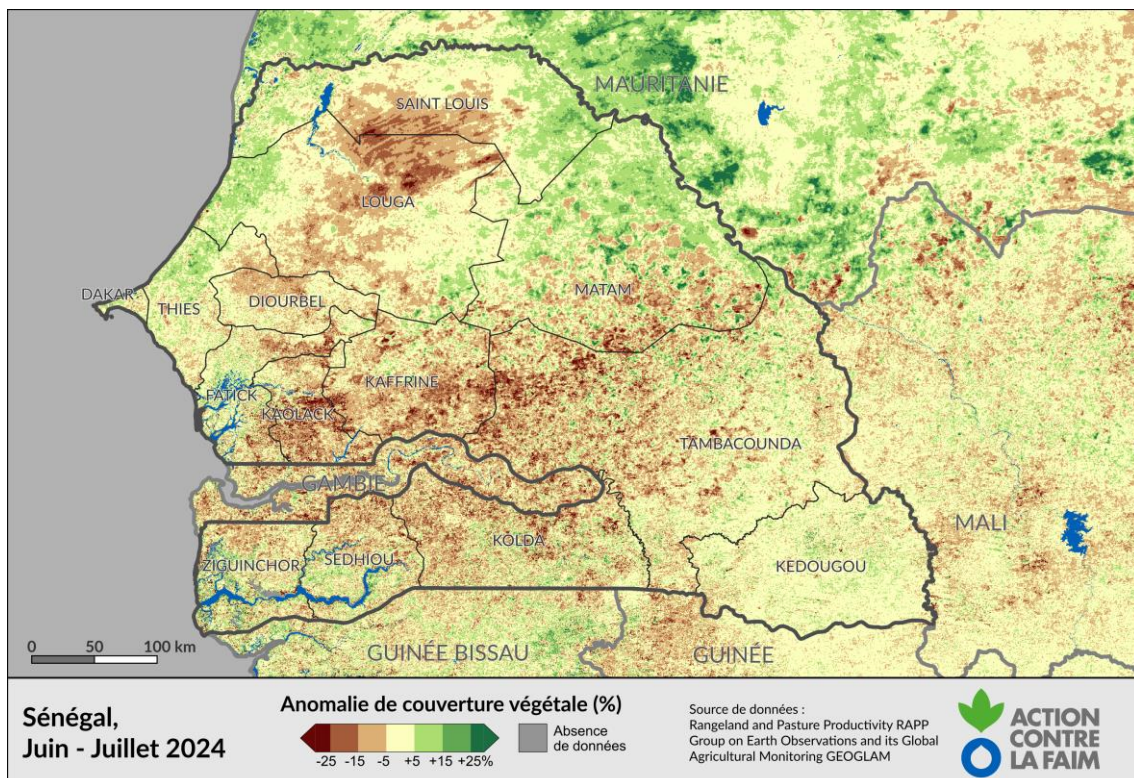 MAURITANIE
SAINT LOUIS
LOUGA
MATAM
DAKAR
THIES
DIOURBEL
KAFFRINE
FATICK
KAOLACK
TAMBACOUNDA
GAMBIE
MALI
KOLDA
ZIGUINCHOR
SEDHIOU
KEDOUGOU
0 50 100 km
GUINÉE BISSAU
GUINÉE
Sénégal,
Juin - Juillet 2024
Anomalie de couverture végétale (%)
-25 -15 -5 +5 +15 +25%
Absence
de données
Source de données :
Rangeland and Pasture Productivity RAPP
Group on Earth Observations and its Global
Agricultural Monitoring GEOGLAM
ACTION
CONTRE
LA FAIM